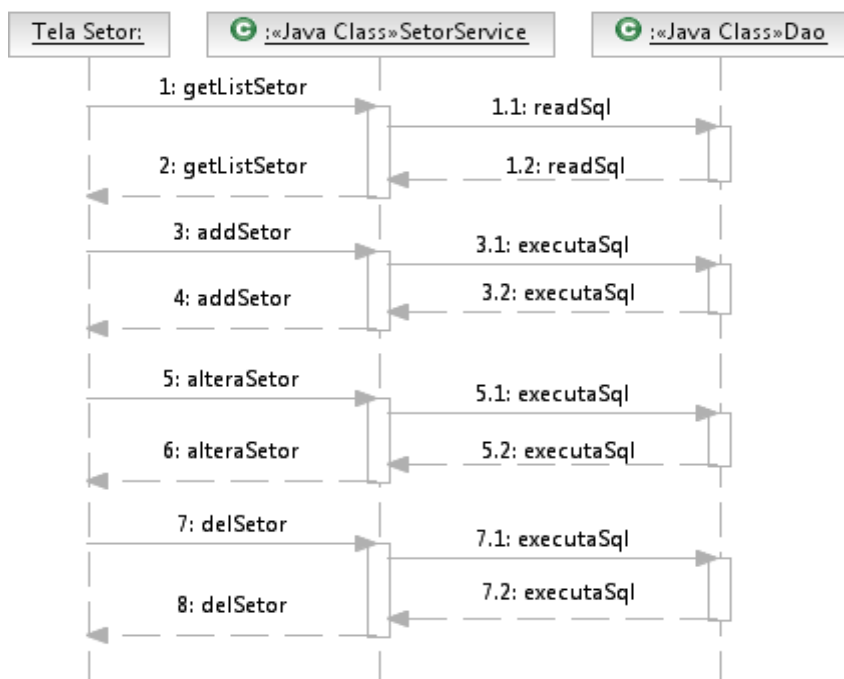 Tela Setor:
C :«Java Class»SetorService
C :«Java Class»Dao
1: getListSetor
1.1: readSql
2: getListSetor
1.2: readSql
3: addSetor
3.1: executaSql
4: addSetor
3.2: executaSql
5: alteraSetor
5.1: executaSql
6: alteraSetor
5.2: executaSql
7: delSetor
7.1: executaSql
8: delSetor
7.2: executaSql